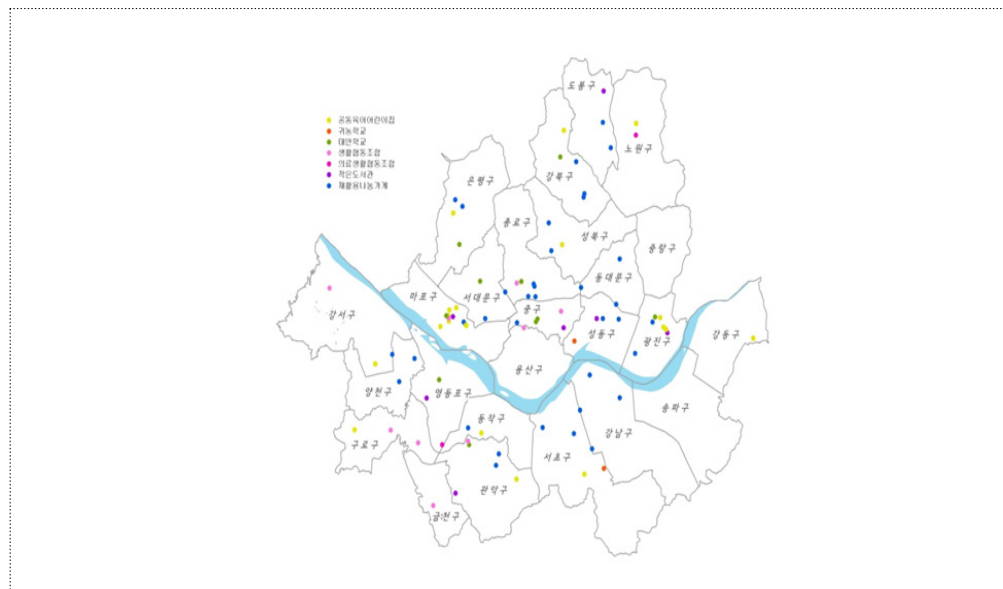 공동육아어린이집
귀농학교
대안학교
생활협동조합
의료생활협동조합
작은도서관
재활용나눔가게
도봉구
노원구
강북구
은평구
종로구
성북구
중랑구
동대문구
마포구
서대문구
중구
성동구
광진구
강동구
강서구
용산구
양천구
영등포구
송파구
동작구
강남구
구로구
서초구
관악구
금천구